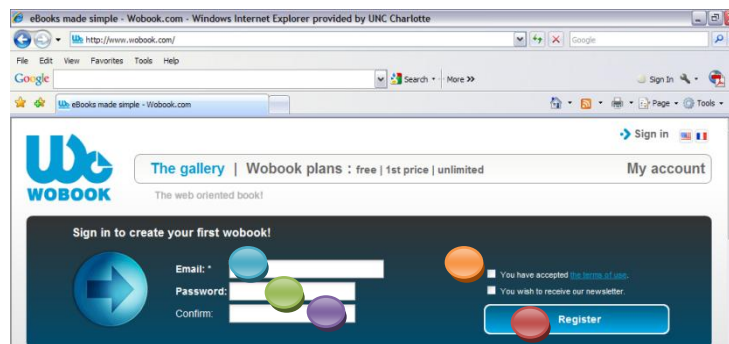 eBooks made simple - Wobook.com - Windows Internet Explorer provided by UNC Charlotte
http://www.wobook.com/
Google
File Edit View Favorites Tools Help
Google Search More >> Sign In
eBooks made simple - Wobook.com Page Tools
Sign in
The gallery | Wobook plans : free | 1st price | unlimited My account
WOBOOK The web oriented book!
Sign in to create your first wobook!
Email: *
You have accepted the terms of use.
Password:
You wish to receive our newsletter.
Confirm:
Register